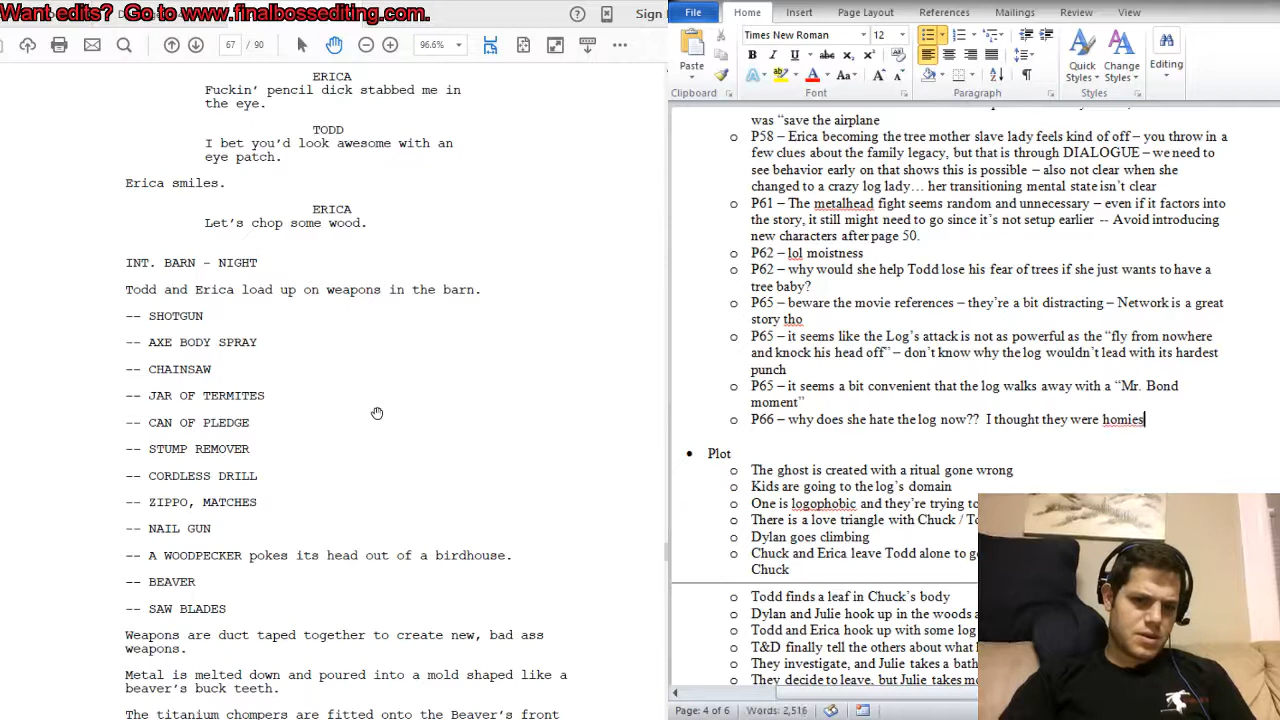 Want edits?  Go to www.finalbossediting.com.
Sign
96.6%
ERICA
Fuckin' pencil dick stabbed me in
the eye.
TODD
I bet you'd look awesome with an
eye patch.
Erica smiles.
ERICA
Let's chop some wood.
INT. BARN - NIGHT
Todd and Erica load up on weapons in the barn.
-- SHOTGUN
-- AXE BODY SPRAY
-- CHAINSAW
-- JAR OF TERMITES
-- CAN OF PLEDGE
-- STUMP REMOVER
-- CORDLESS DRILL
-- ZIPPO, MATCHES
-- NAIL GUN
-- A WOODPECKER pokes its head out of a birdhouse.
-- BEAVER
-- SAW BLADES
Weapons are duct taped together to create new, bad ass
weapons.
Metal is melted down and poured into a mold shaped like a
beaver's buck teeth.
The titanium chompers are fitted onto the Beaver's front
File Home Insert Page Layout References Mailings Review View
Times New Roman 12
Paste
B I U abc X₂ X²
A Aa A A
Quick Styles
Change Styles
Editing
Clipboard Font Paragraph Styles
was "save the airplane
o P58 – Erica becoming the tree mother slave lady feels kind of off – you throw in a
few clues about the family legacy, but that is through DIALOGUE – we need to
see behavior early on that shows this is possible – also not clear when she
changed to a crazy log lady… her transitioning mental state isn't clear
o P61 – The metalhead fight seems random and unnecessary – even if it factors into
the story, it still might need to go since it's not setup earlier -- Avoid introducing
new characters after page 50.
o P62 – lol moistness
o P62 – why would she help Todd lose his fear of trees if she just wants to have a
tree baby?
o P65 – beware the movie references – they're a bit distracting – Network is a great
story tho
o P65 – it seems like the Log's attack is not as powerful as the "fly from nowhere
and knock his head off" – don't know why the log wouldn't lead with its hardest
punch
o P65 – it seems a bit convenient that the log walks away with a "Mr. Bond
moment"
o P66 – why does she hate the log now??  I thought they were homies
• Plot
o The ghost is created with a ritual gone wrong
o Kids are going to the log's domain
o One is logophobic and they're trying to
o There is a love triangle with Chuck / To
o Dylan goes climbing
o Chuck and Erica leave Todd alone to g
Chuck
o Todd finds a leaf in Chuck's body
o Dylan and Julie hook up in the woods a
o Todd and Erica hook up with some log
o T&D finally tell the others about what
o They investigate, and Julie takes a bath
o They decide to leave, but Julie takes mo
Page: 4 of 6 Words: 2,516